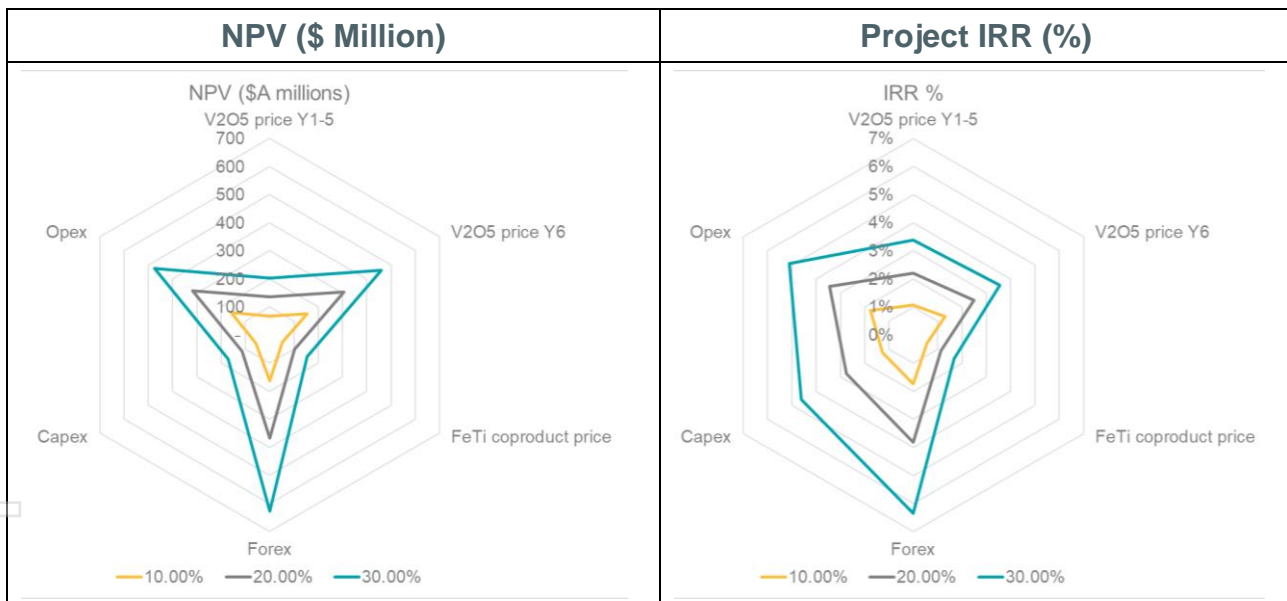 NPV ($ Million)
Project IRR (%)
NPV ($A millions)
V2O5 price Y1-5
700
600
500
400
300
200
100
-
V2O5 price Y6
FeTi coproduct price
Forex
Capex
Opex
10.00% 20.00% 30.00%
IRR %
V2O5 price Y1-5
7%
6%
5%
4%
3%
2%
1%
0%
V2O5 price Y6
FeTi coproduct price
Forex
Capex
Opex
10.00% 20.00% 30.00%